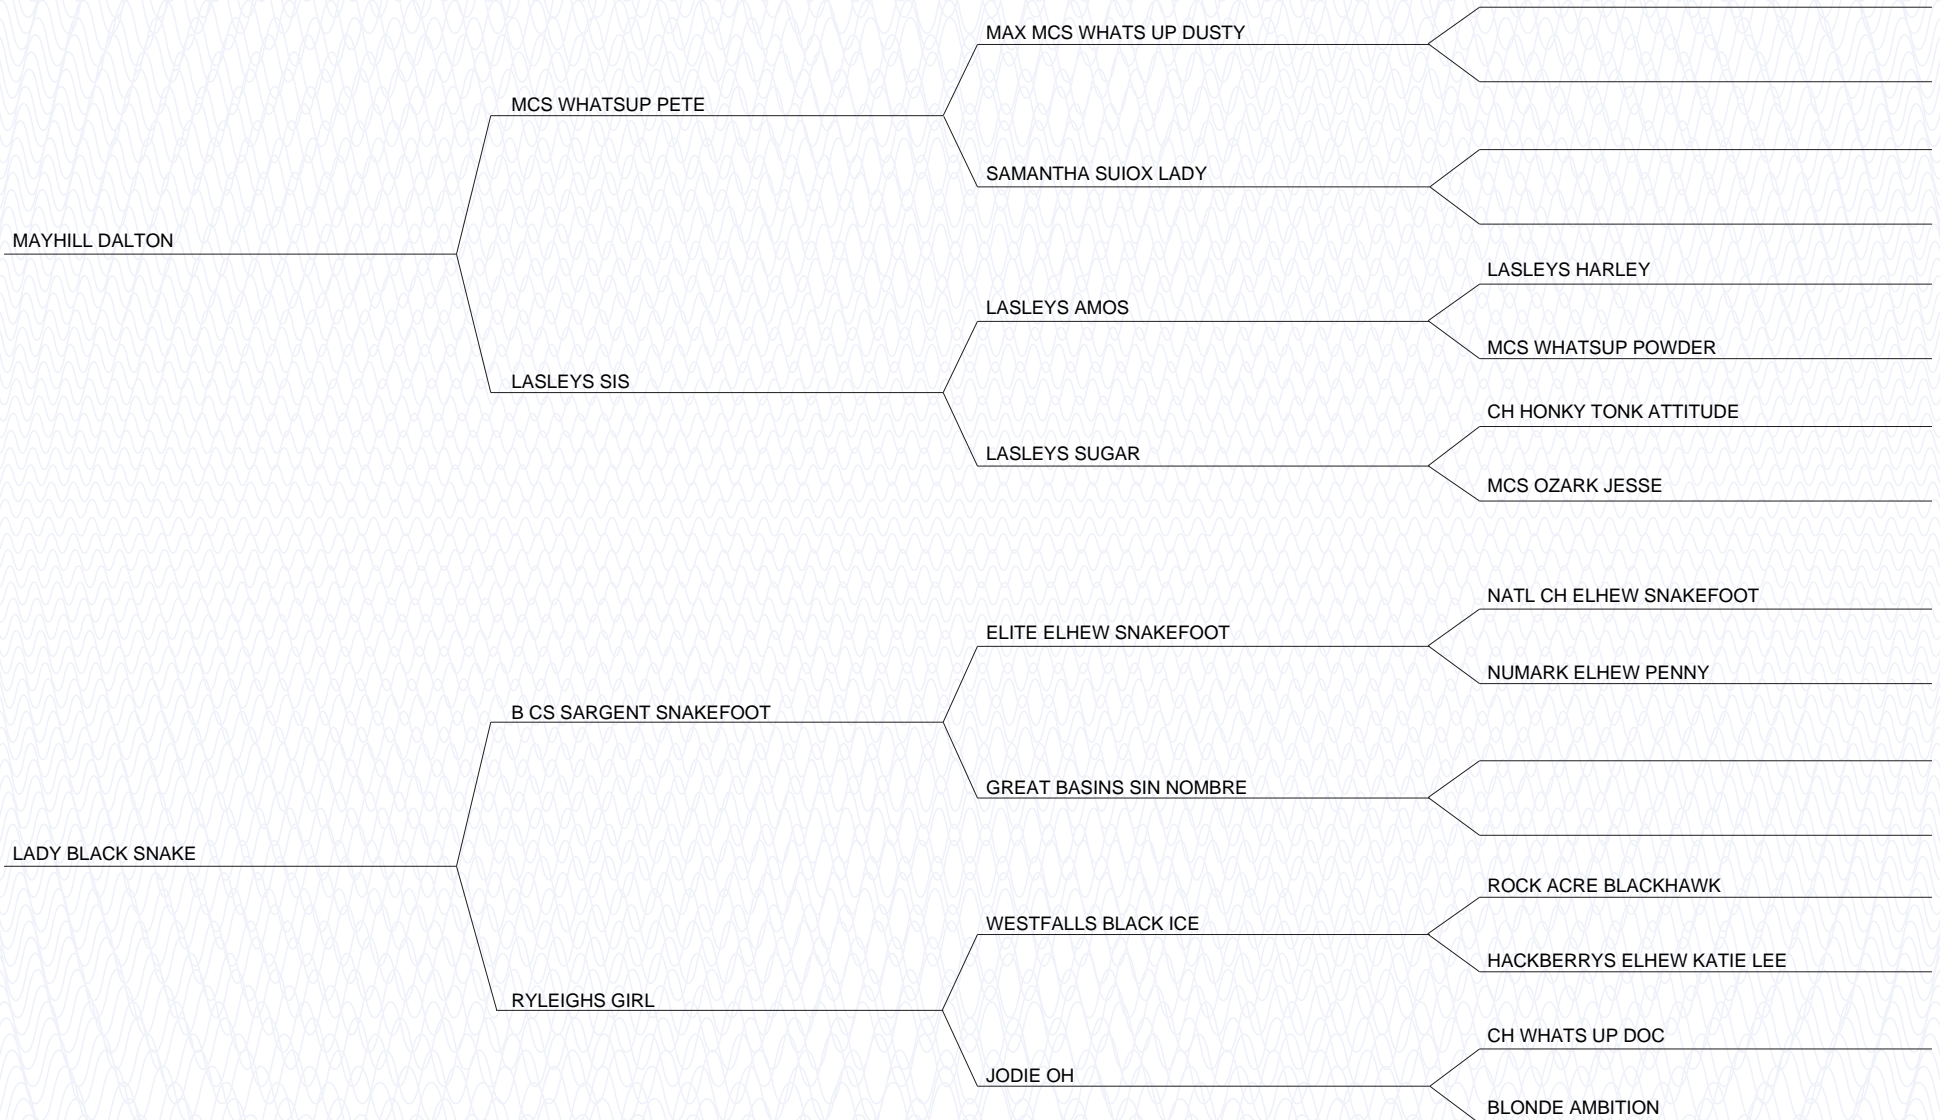 MAX MCS WHATS UP DUSTY
MCS WHATSUP PETE
SAMANTHA SUIOX LADY
MAYHILL DALTON
LASLEYS HARLEY
LASLEYS AMOS
MCS WHATSUP POWDER
LASLEYS SIS
CH HONKY TONK ATTITUDE
LASLEYS SUGAR
MCS OZARK JESSE
NATL CH ELHEW SNAKEFOOT
ELITE ELHEW SNAKEFOOT
NUMARK ELHEW PENNY
B CS SARGENT SNAKEFOOT
GREAT BASINS SIN NOMBRE
LADY BLACK SNAKE
ROCK ACRE BLACKHAWK
WESTFALLS BLACK ICE
HACKBERRYS ELHEW KATIE LEE
RYLEIGHS GIRL
CH WHATS UP DOC
JODIE OH
BLONDE AMBITION